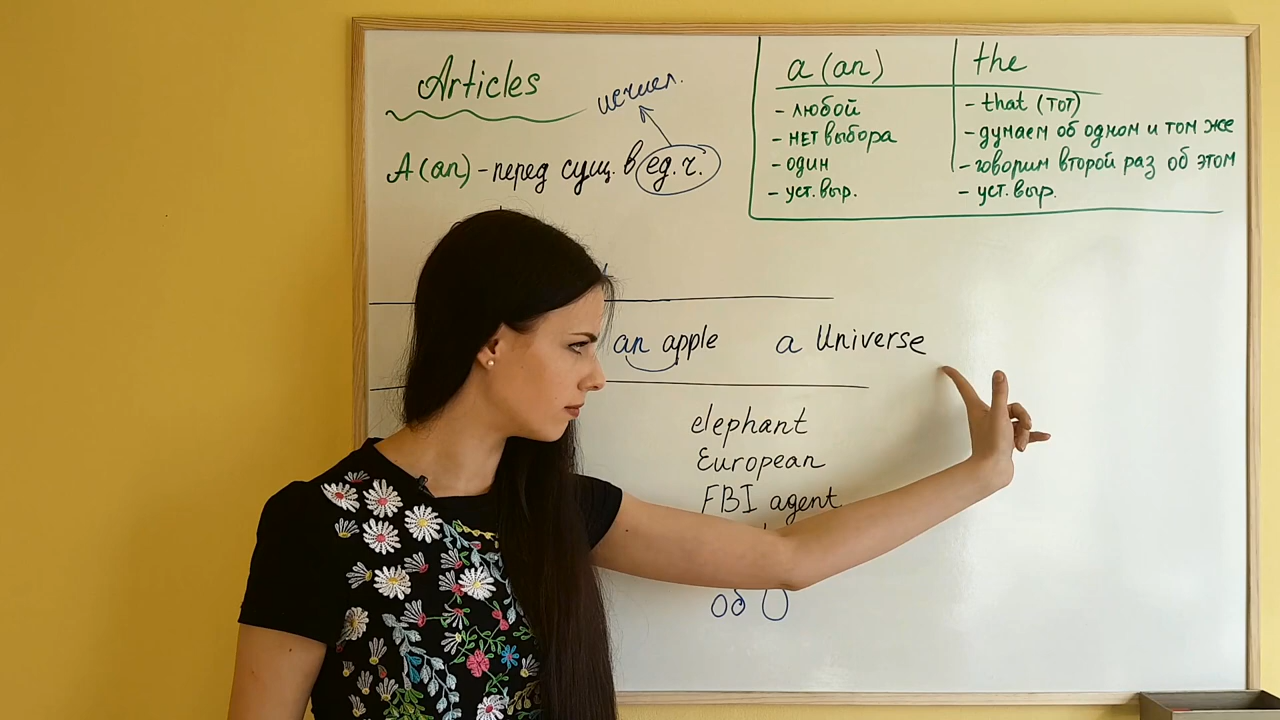 Articles
исчисл.
A (an) - перед сущ. в ед.ч.
a (an)
- любой
- нет выбора
- один
- уст. выр.
the
- that (тот)
- думаем об одном и том же
- говорим второй раз об этом
- уст. выр.
an apple a Universe
elephant
European
FBI agent